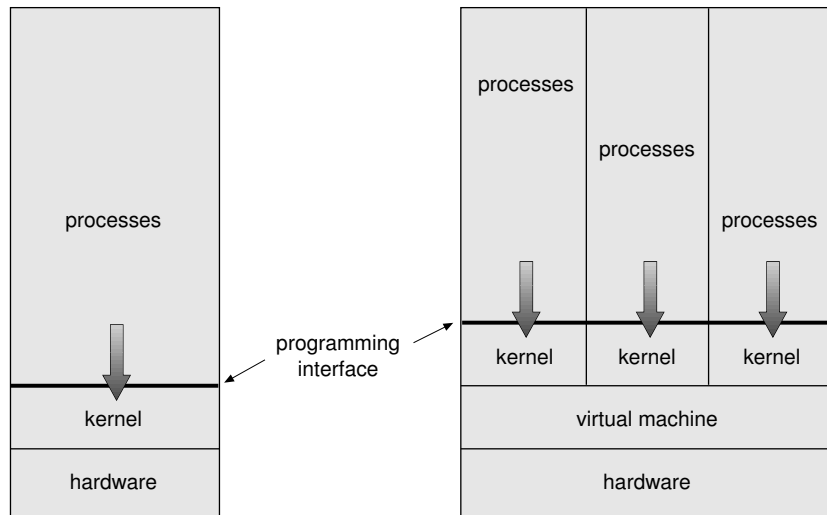 processes
kernel
hardware
programming
interface
processes
processes
processes
kernel
kernel
kernel
virtual machine
hardware